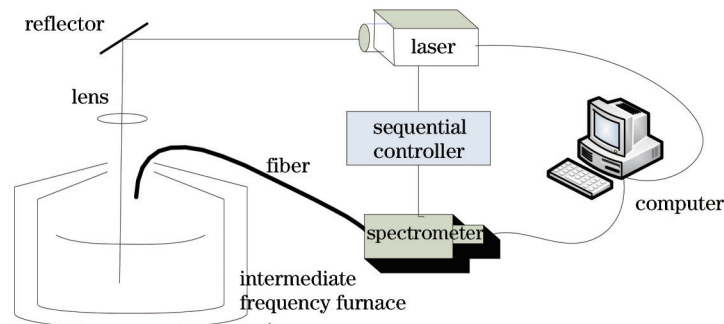 reflector
laser
lens
sequential
controller
fiber
computer
spectrometer
intermediate
frequency furnace